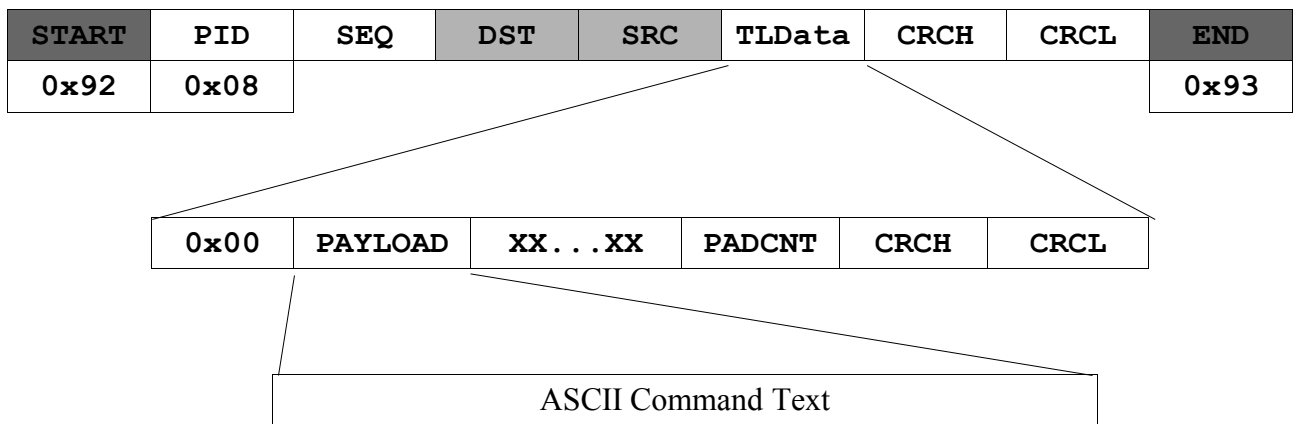 START PID SEQ DST SRC TLData CRCH CRCL END
0x92 0x08 0x93
0x00 PAYLOAD XX...XX PADCNT CRCH CRCL
ASCII Command Text